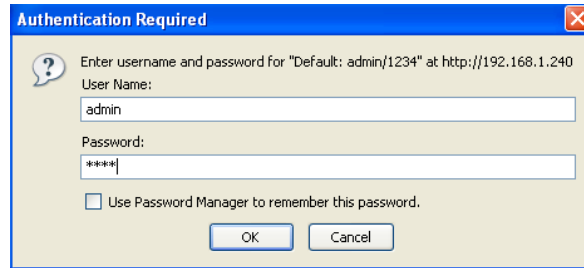 Authentication Required
Enter username and password for "Default: admin/1234" at http://192.168.1.240
User Name:
admin
Password:
****
Use Password Manager to remember this password.
OK
Cancel